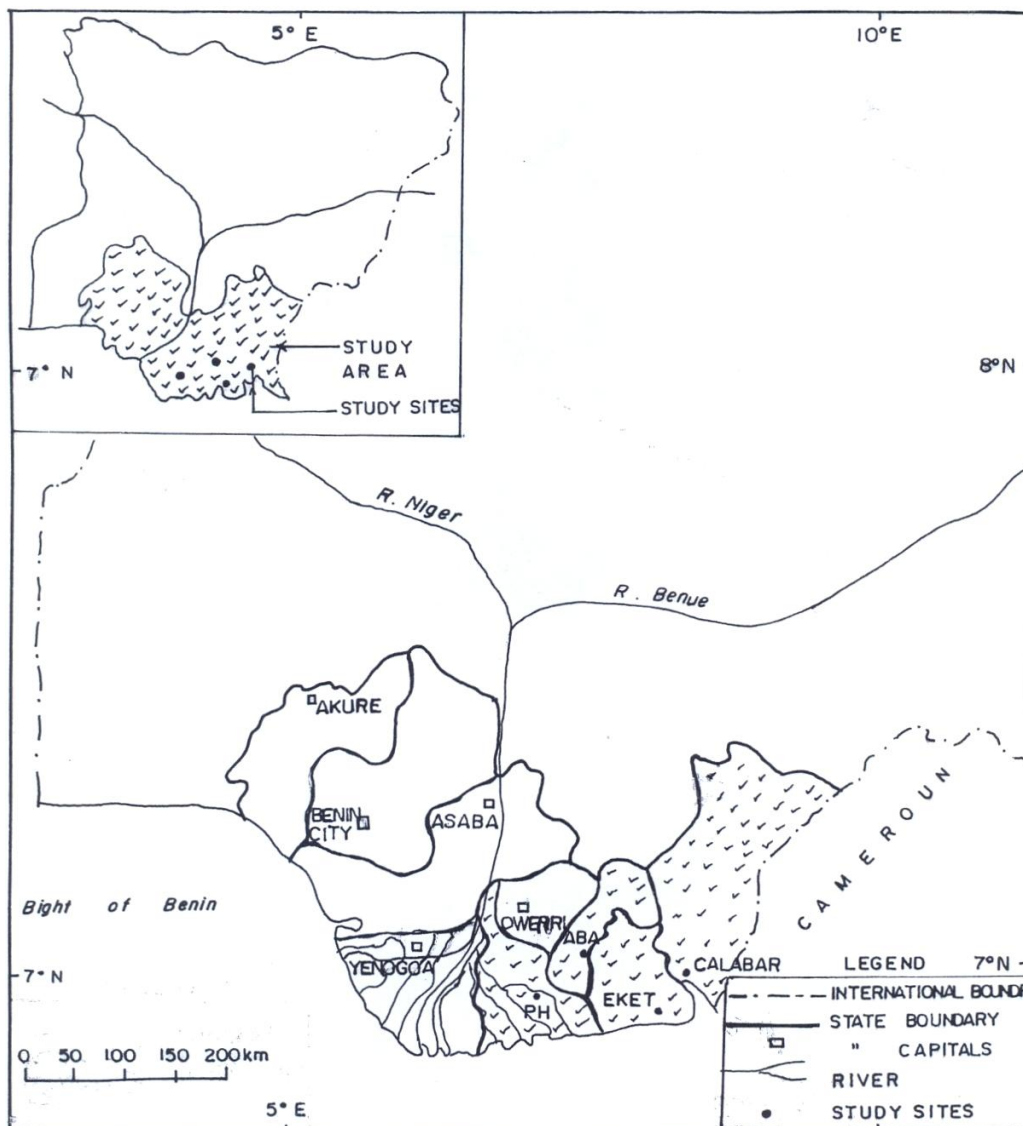 5° E
10° E
STUDY
AREA
7° N
8° N
STUDY SITES
R. Niger
R. Benue
AKURE
BENIN
CITY
ASABA
CAMEROUN
Bight of Benin
OWERRI
ABA
YENOGOA
CALABAR
7° N
PH
EKET
LEGEND
7° N
INTERNATIONAL BOUND
STATE BOUNDARY
" CAPITALS
RIVER
STUDY SITES
0 50 100 150 200km
5° E